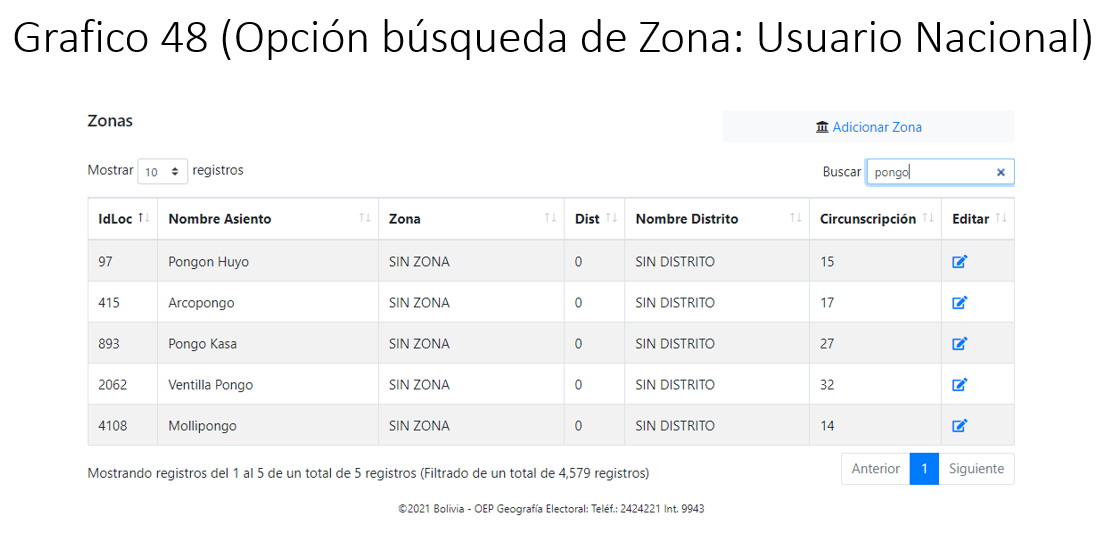 Grafico 48 (Opción búsqueda de Zona: Usuario Nacional)
Zonas
Adicionar Zona
Mostrar 10 registros
Buscar pongo
IdLoc Nombre Asiento Zona Dist Nombre Distrito Circunscripción Editar
97 Pongon Huyo SIN ZONA 0 SIN DISTRITO 15
415 Arcopongo SIN ZONA 0 SIN DISTRITO 17
893 Pongo Kasa SIN ZONA 0 SIN DISTRITO 27
2062 Ventilla Pongo SIN ZONA 0 SIN DISTRITO 32
4108 Mollipongo SIN ZONA 0 SIN DISTRITO 14
Mostrando registros del 1 al 5 de un total de 5 registros (Filtrado de un total de 4,579 registros)
Anterior 1 Siguiente
©2021 Bolivia - OEP Geografía Electoral: Teléf.: 2424221 Int. 9943